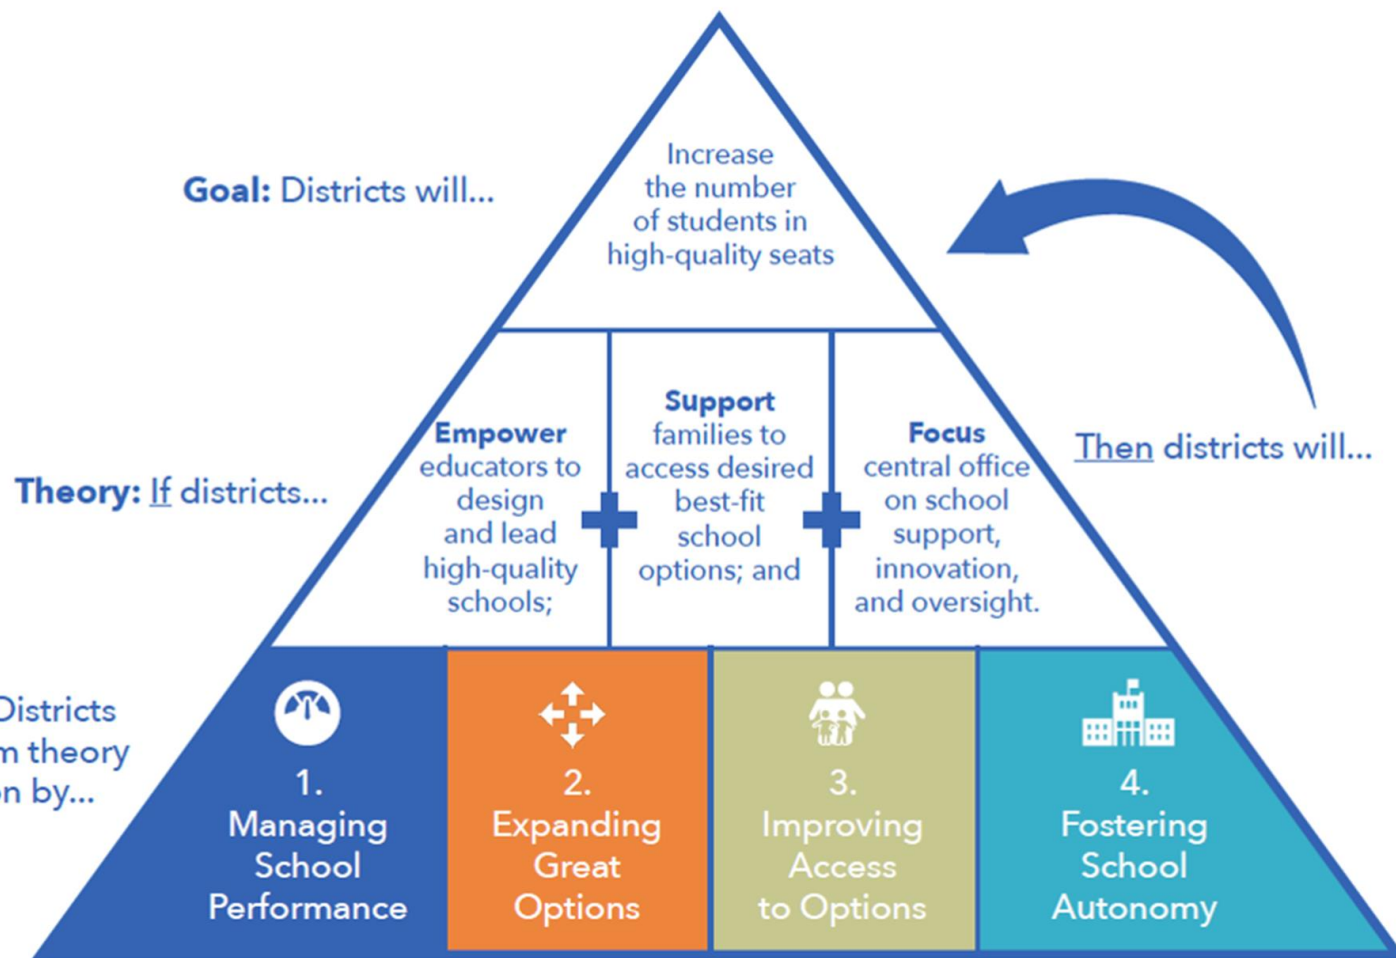 Goal: Districts will...
Increase
the number
of students in
high-quality seats
Theory: If districts...
Empower
educators to
design
and lead
high-quality
schools;
Support
families to
access desired
best-fit
school
options; and
Focus
central office
on school
support,
innovation,
and oversight.
Then districts will...
Districts
theory
by...
1.
Managing
School
Performance
2.
Expanding
Great
Options
3.
Improving
Access
to Options
4.
Fostering
School
Autonomy